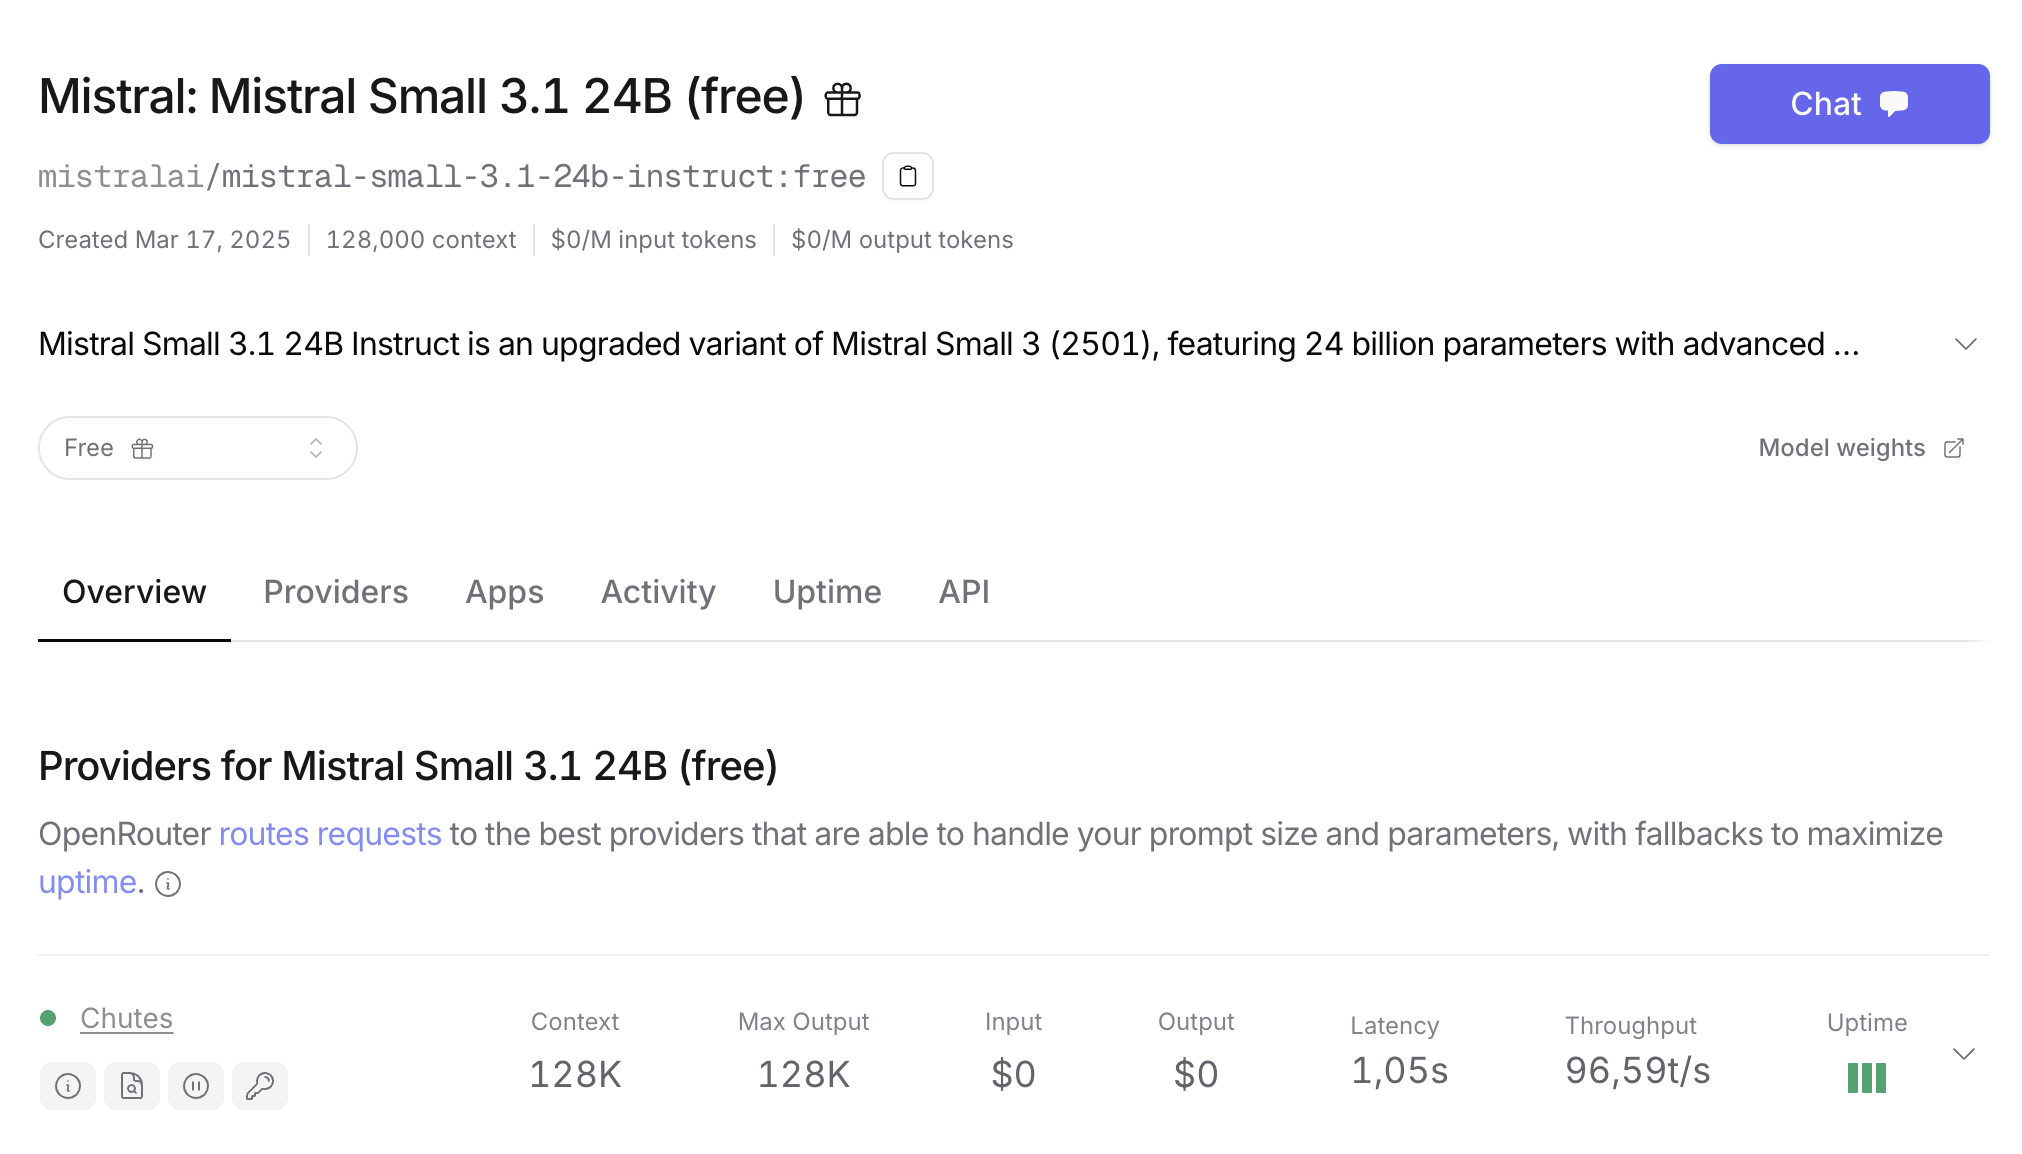 Mistral: Mistral Small 3.1 24B (free)
Chat
mistralai/mistral-small-3.1-24b-instruct:free
Created Mar 17, 2025 128,000 context $0/M input tokens $0/M output tokens
Mistral Small 3.1 24B Instruct is an upgraded variant of Mistral Small 3 (2501), featuring 24 billion parameters with advanced ...
Free
Model weights
Overview Providers Apps Activity Uptime API
Providers for Mistral Small 3.1 24B (free)
OpenRouter routes requests to the best providers that are able to handle your prompt size and parameters, with fallbacks to maximize
uptime.
Chutes
Context Max Output Input Output Latency Throughput Uptime
128K 128K $0 $0 1,05s 96,59t/s